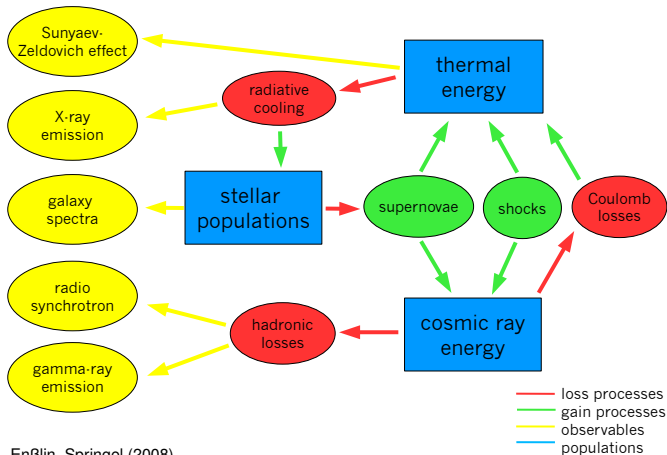 Sunyaev-
Zeldovich effect
thermal
energy
radiative
cooling
X-ray
emission
stellar
populations
galaxy
spectra
supernovae
shocks
Coulomb
losses
radio
synchrotron
hadronic
losses
cosmic ray
energy
gamma-ray
emission
loss processes
gain processes
observables
populations
Enßlin, Springel (2008)